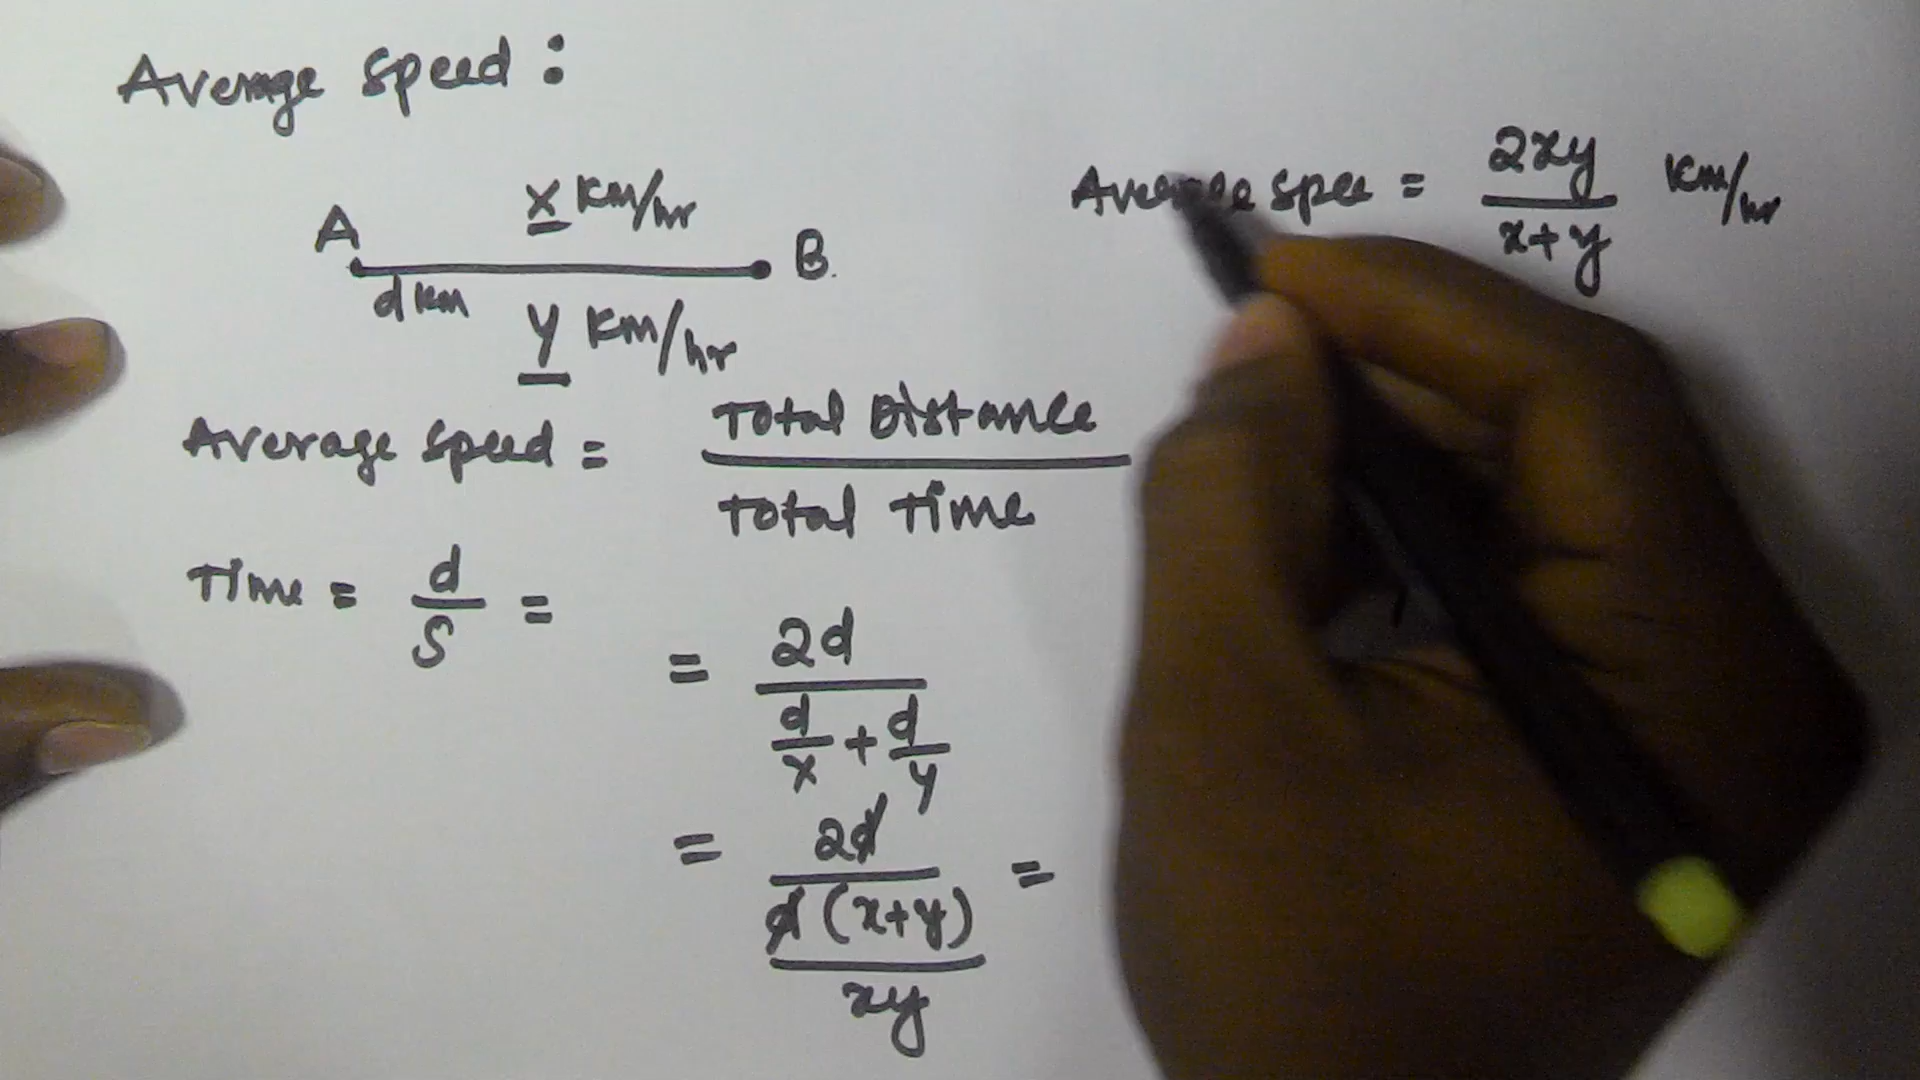 Average speed :
x km/hr
A B.
d km
y km/hr
Average speed = Total Distance / Total Time
Time = d / S =
= 2d / (d/x + d/y)
= 2d / (d (x+y) / xy) =
spee = 2xy / x+y km/hr